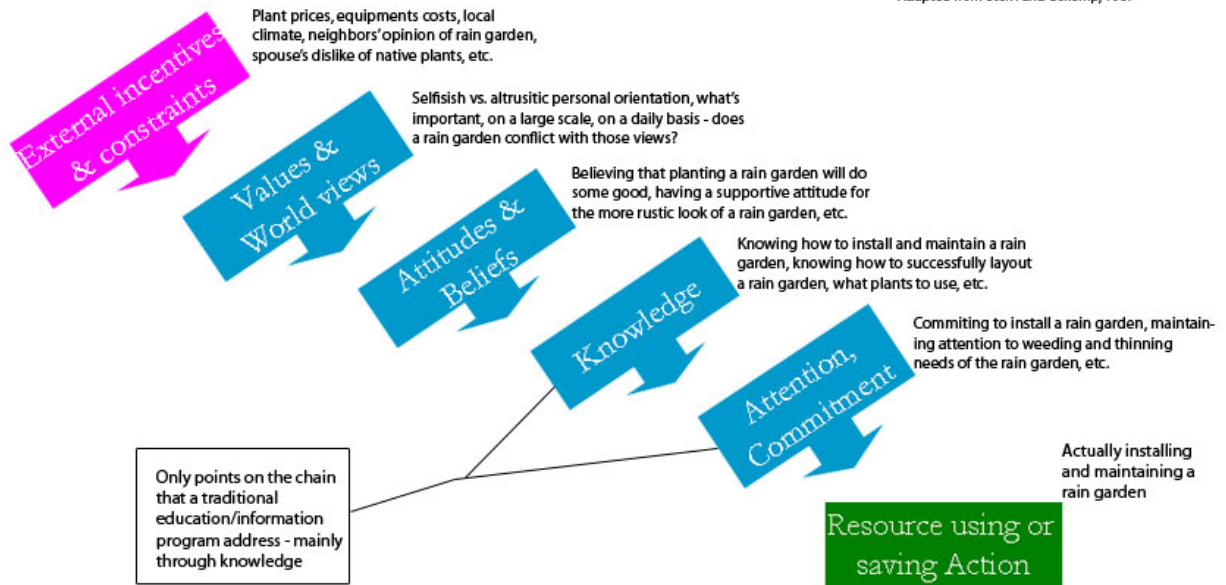 Plant prices, equipments costs, local
climate, neighbors' opinion of rain garden,
spouse's dislike of native plants, etc.
External incentives
& constraints
Selfisish vs. altrusitic personal orientation, what's
important, on a large scale, on a daily basis - does
a rain garden conflict with those views?
Values &
World views
Believing that planting a rain garden will do
some good, having a supportive attitude for
the more rustic look of a rain garden, etc.
Attitudes &
Beliefs
Knowing how to install and maintain a rain
garden, knowing how to successfully layout
a rain garden, what plants to use, etc.
Knowledge
Commiting to install a rain garden, maintain-
ing attention to weeding and thinning
needs of the rain garden, etc.
Attention,
Commitment
Only points on the chain
that a traditional
education/information
program address - mainly
through knowledge
Actually installing
and maintaining a
rain garden
Resource using or
saving Action